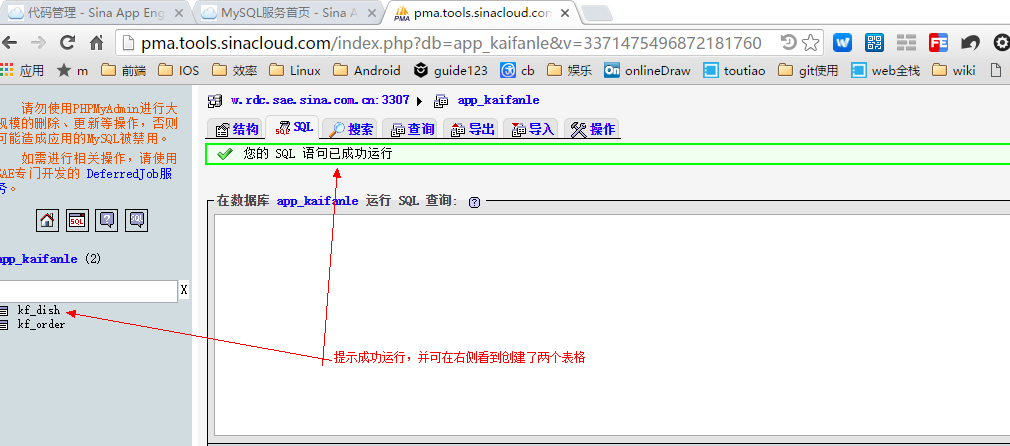 代码管理 - Sina App Eng
MySQL服务首页 - Sina A
pma.tools.sinacloud.con
pma.tools.sinacloud.com/index.php?db=app_kaifanle&v=3371475496872181760
应用 m 前端 IOS 效率 Linux Android guide123 cb 娱乐 onlineDraw toutiao git使用 web全栈 wiki
请勿使用PHPMyAdmin进行大
规模的删除、更新等操作，否则
可能造成应用的MySQL被禁用。
如需进行相关操作，请使用
SAE专门开发的 DeferredJob服
务。
SQL
app_kaifanle (2)
X
kf_dish
kf_order
w.rdc.sae.sina.com.cn:3307 app_kaifanle
结构 SQL 搜索 查询 导出 导入 操作
您的 SQL 语句已成功运行
在数据库 app_kaifanle 运行 SQL 查询:
提示成功运行，并可在右侧看到创建了两个表格